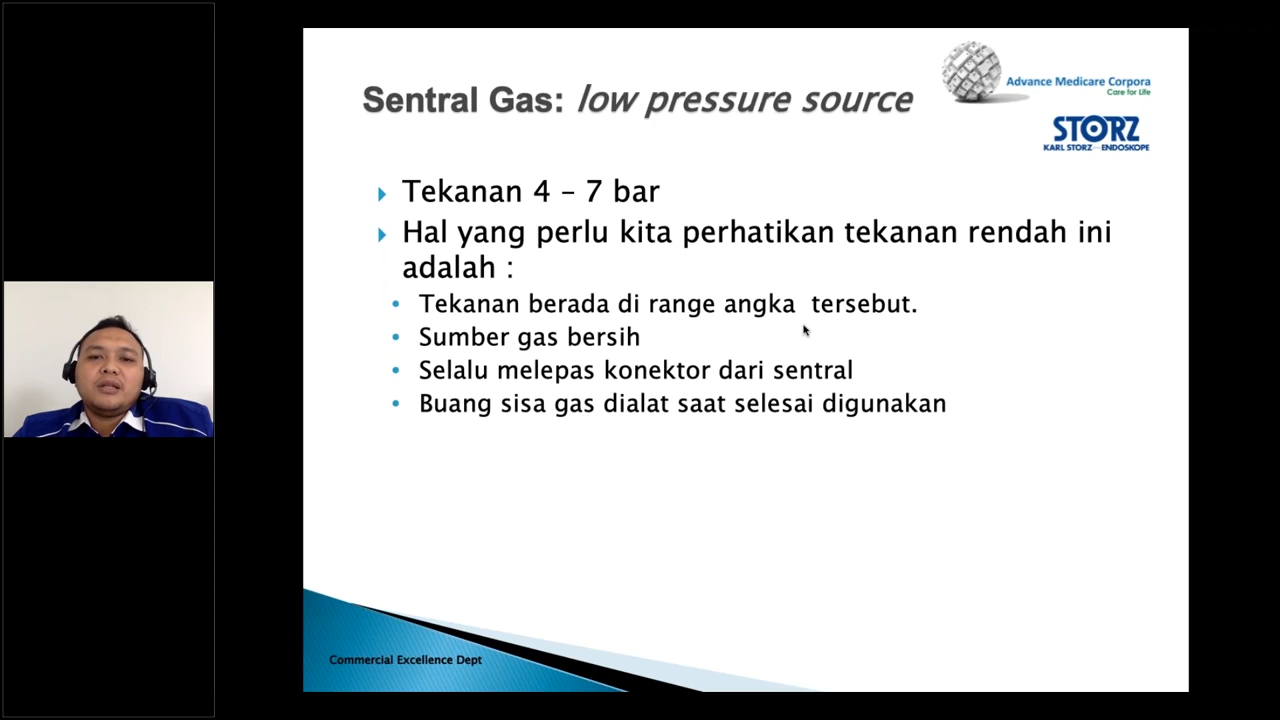 Sentral Gas: low pressure source
Advance Medicare Corpora
Care for Life
STORZ
KARL STORZ—ENDOSKOPE
Tekanan 4 – 7 bar
Hal yang perlu kita perhatikan tekanan rendah ini
adalah :
Tekanan berada di range angka tersebut.
Sumber gas bersih
Selalu melepas konektor dari sentral
Buang sisa gas dialat saat selesai digunakan
Commercial Excellence Dept